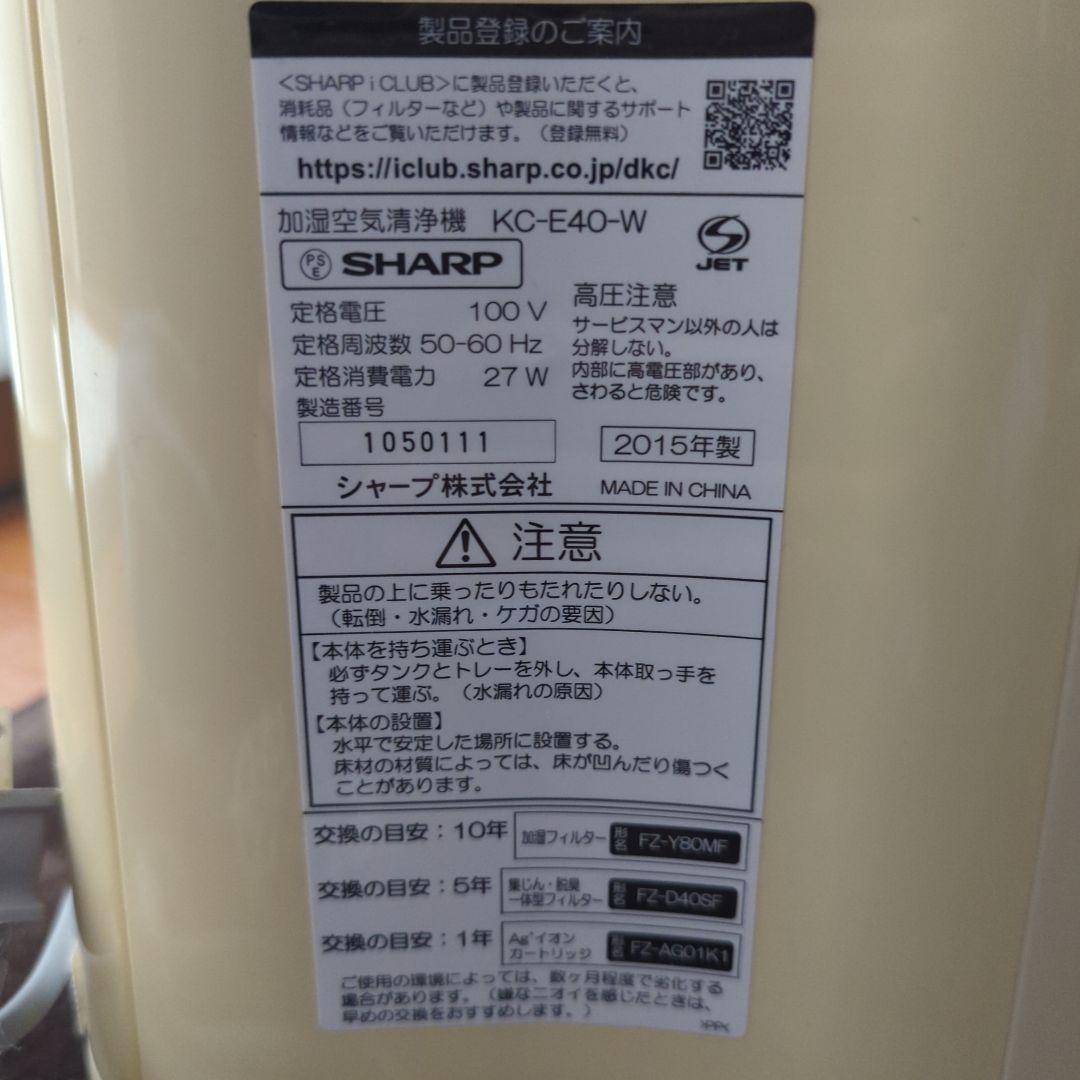 製品登録のご案内
<SHARP i CLUB>に製品登録いただくと、
消耗品（フィルターなど）や製品に関するサポート
情報などをご覧いただけます。（登録無料）
https://iclub.sharp.co.jp/dkc/
加湿空気清浄機 KC-E40-W
PS
E
SHARP
JET
定格電圧 100 V
定格周波数 50-60 Hz
定格消費電力 27 W
製造番号
1050111
高圧注意
サービスマン以外の人は
分解しない。
内部に高電圧部があり、
さわると危険です。
2015年製
シャープ株式会社 MADE IN CHINA
注意
製品の上に乗ったりもたれたりしない。
（転倒・水漏れ・ケガの要因）
【本体を持ち運ぶとき】
必ずタンクとトレーを外し、本体取っ手を
持って運ぶ。（水漏れの原因）
【本体の設置】
水平で安定した場所に設置する。
床材の材質によっては、床が凹んだり傷つく
ことがあります。
交換の目安：10年 加湿フィルター 形名 FZ-Y80MF
交換の目安：5年 集じん・脱臭
一体型フィルター 形名 FZ-D40SF
交換の目安：1年 Ag⁺イオン
カートリッジ 形名 FZ-AG01K1
ご使用の環境によっては、数ヶ月程度で劣化する
場合があります。（嫌なニオイを感じたときは、
早めの交換をおすすめします。）
>PP<